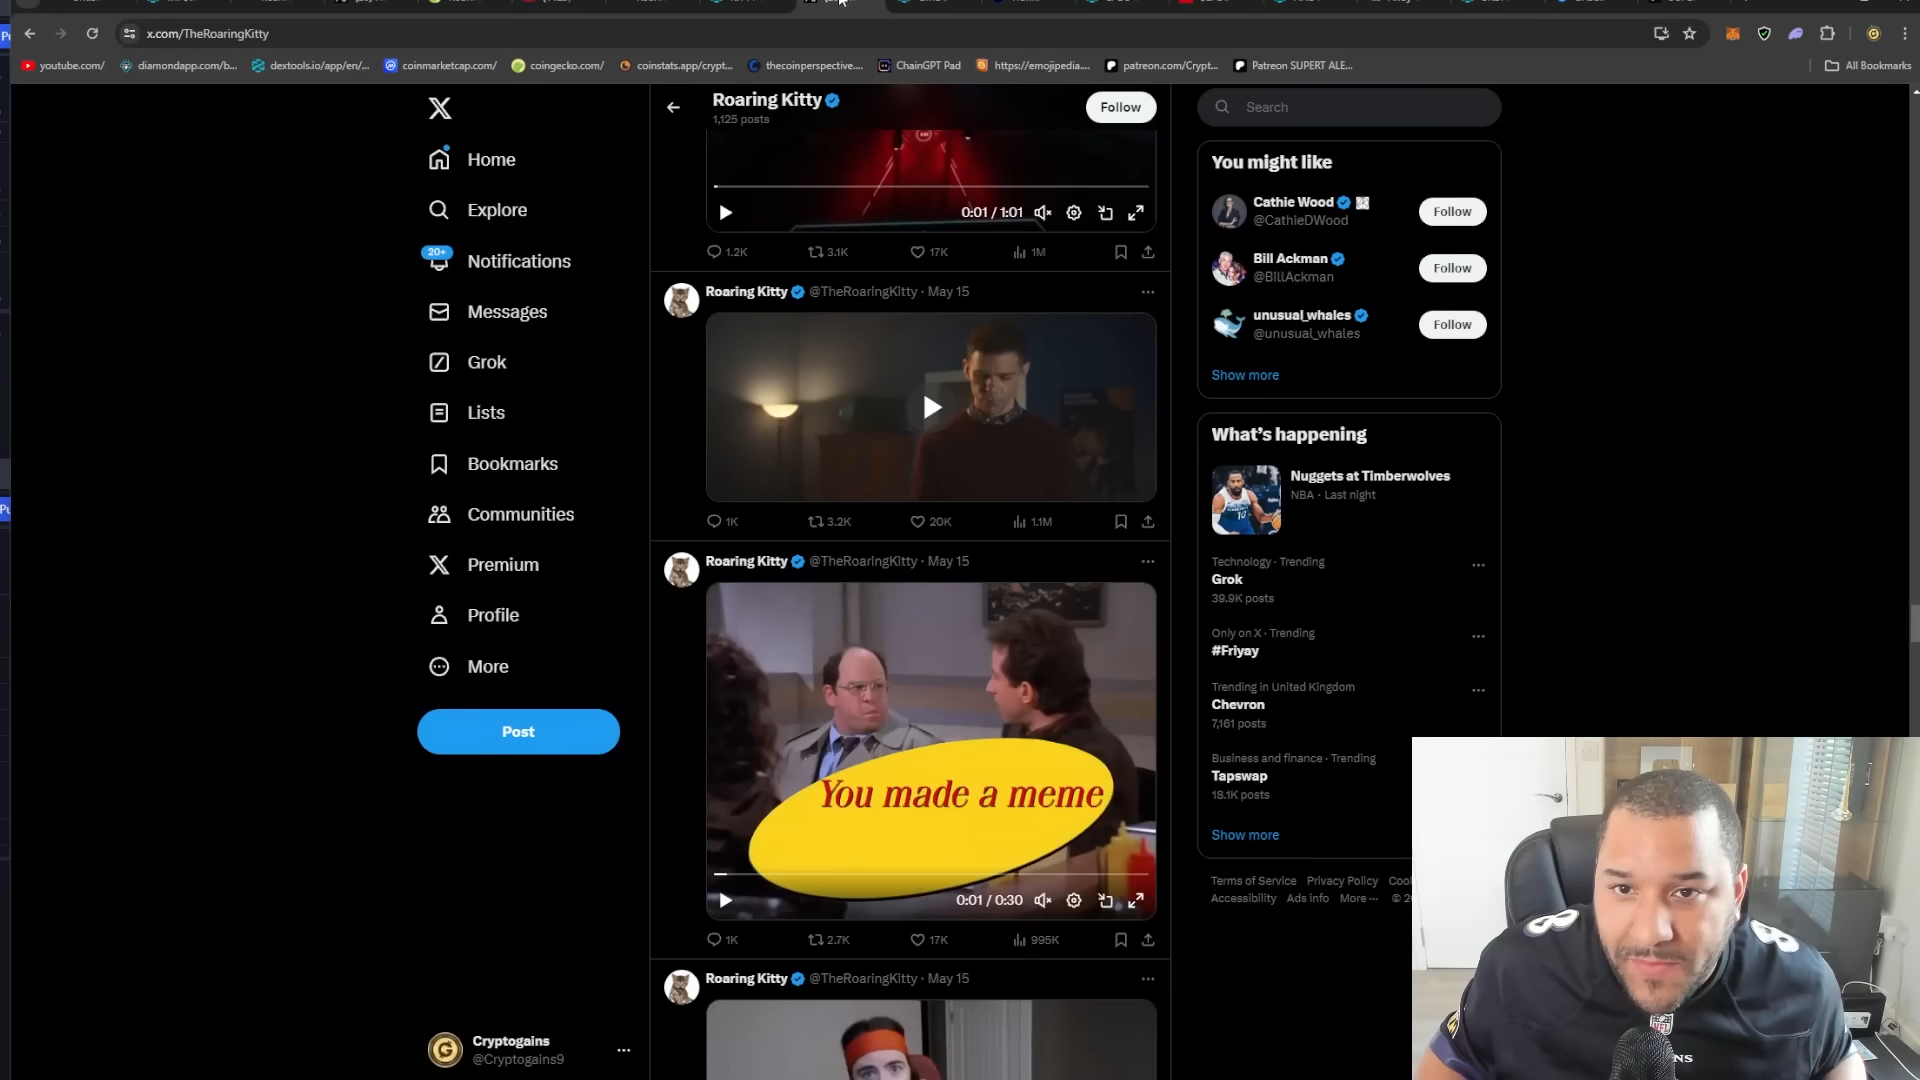 x.com/TheRoaringKitty
youtube.com/
diamondapp.com/b...
dextools.io/app/en/...
coinmarketcap.com/
coingecko.com/
coinstats.app/crypt...
thecoinperspective....
ChainGPT Pad
https://emojipedia....
patreon.com/Crypt...
Patreon SUPERT ALE...
All Bookmarks
Home
Explore
20+
Notifications
Messages
Grok
Lists
Bookmarks
Communities
Premium
Profile
More
Post
Cryptogains
@Cryptogains9
Roaring Kitty
1,125 posts
Follow
0:01 / 1:01
1.2K
3.1K
17K
1M
Roaring Kitty @TheRoaringKitty · May 15
1K
3.2K
20K
1.1M
Roaring Kitty @TheRoaringKitty · May 15
You made a meme
0:01 / 0:30
1K
2.7K
17K
995K
Roaring Kitty @TheRoaringKitty · May 15
Search
You might like
Cathie Wood
@CathieDWood
Follow
Bill Ackman
@BillAckman
Follow
unusual_whales
@unusual_whales
Follow
Show more
What's happening
Nuggets at Timberwolves
NBA · Last night
Technology · Trending
Grok
39.9K posts
Only on X · Trending
#Friyay
Trending in United Kingdom
Chevron
7,161 posts
Business and finance · Trending
Tapswap
18.1K posts
Show more
Terms of Service Privacy Policy
Accessibility Ads info More ···
NFL